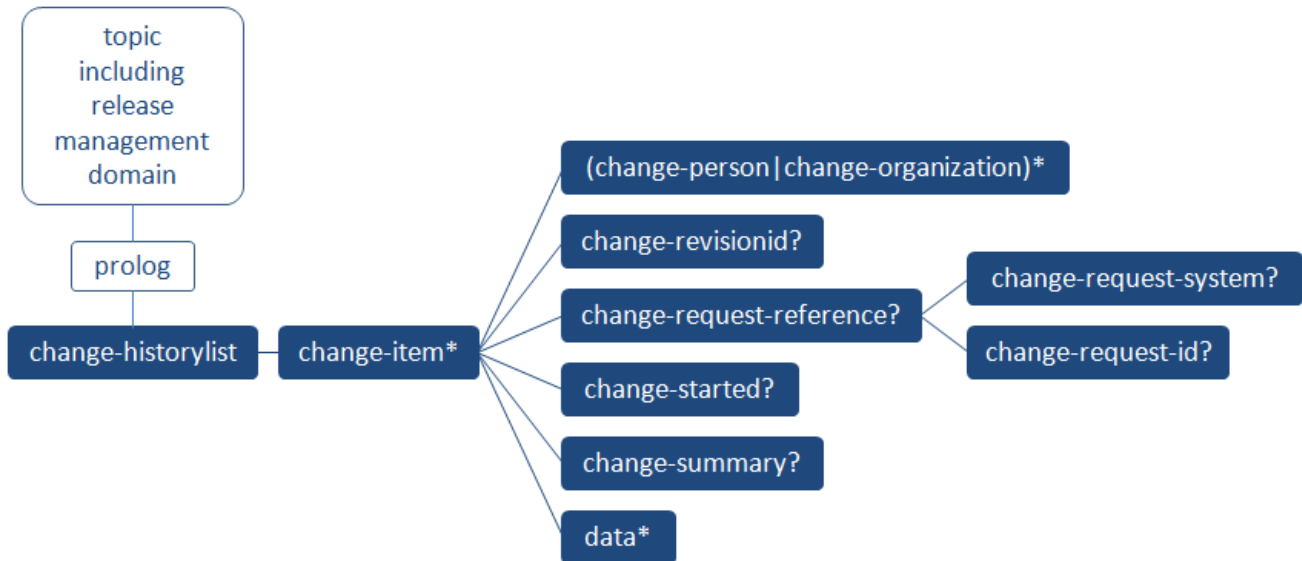 topic
including
release
management
domain
prolog
change-historylist
change-item*
(change-person|change-organization)*
change-revisionid?
change-request-reference?
change-request-system?
change-request-id?
change-started?
change-summary?
data*